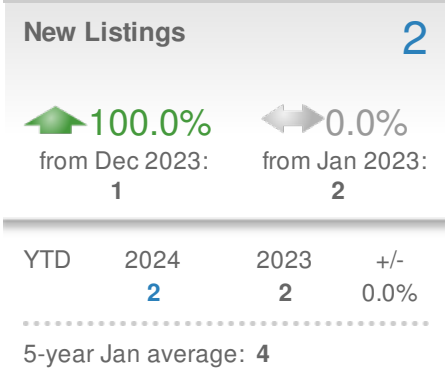 New Listings 2
100.0% 0.0%
from Dec 2023: from Jan 2023:
1 2
YTD 2024 2023 +/-
2 2 0.0%
5-year Jan average: 4